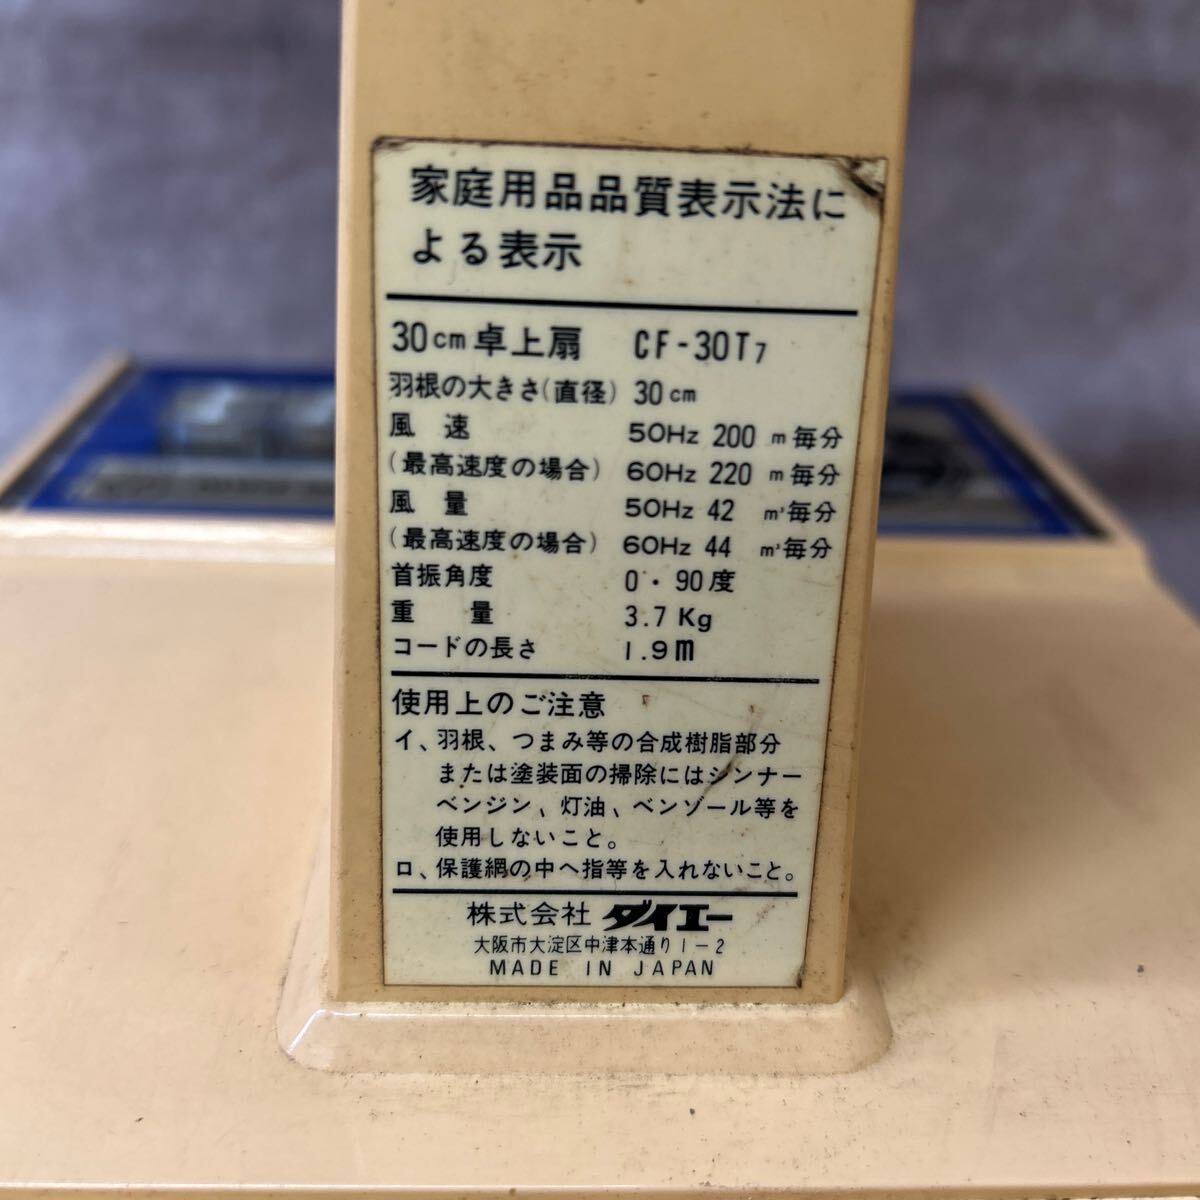 家庭用品品質表示法に
よる表示
30cm卓上扇 CF-30T7
羽根の大きさ(直径) 30cm
風速 50Hz 200 m毎分
(最高速度の場合) 60Hz 220 m毎分
風量 50Hz 42 m³毎分
(最高速度の場合) 60Hz 44 m³毎分
首振角度 0・90度
重量 3.7Kg
コードの長さ 1.9m
使用上のご注意
イ、羽根、つまみ等の合成樹脂部分
または塗装面の掃除にはシンナー
ベンジン、灯油、ベンゾール等を
使用しないこと。
ロ、保護網の中へ指等を入れないこと。
株式会社 ダイエー
大阪市大淀区中津本通り1-2
MADE IN JAPAN